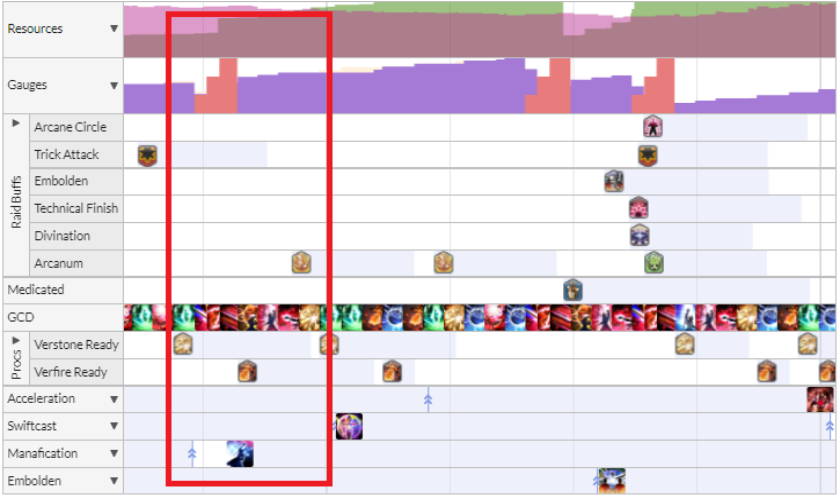 Resources
Gauges
Raid Buffs
Arcane Circle
Trick Attack
Embolden
Technical Finish
Divination
Arcanum
Medicated
GCD
Procs
Verstone Ready
Verfire Ready
Acceleration
Swiftcast
Manafication
Embolden